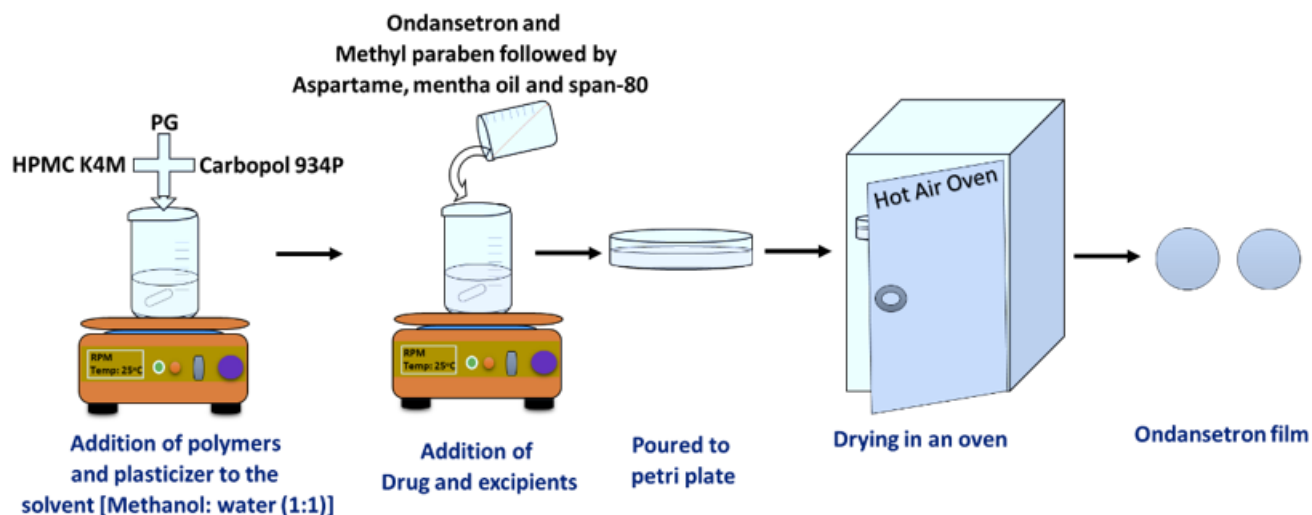 Ondansetron and
Methyl paraben followed by
Aspartame, mentha oil and span-80
PG
HPMC K4M
Carbopol 934P
RPM
Temp: 25°C
RPM
Temp: 25°C
Hot Air Oven
Addition of polymers
and plasticizer to the
solvent [Methanol: water (1:1)]
Addition of
Drug and excipients
Poured to
petri plate
Drying in an oven
Ondansetron film